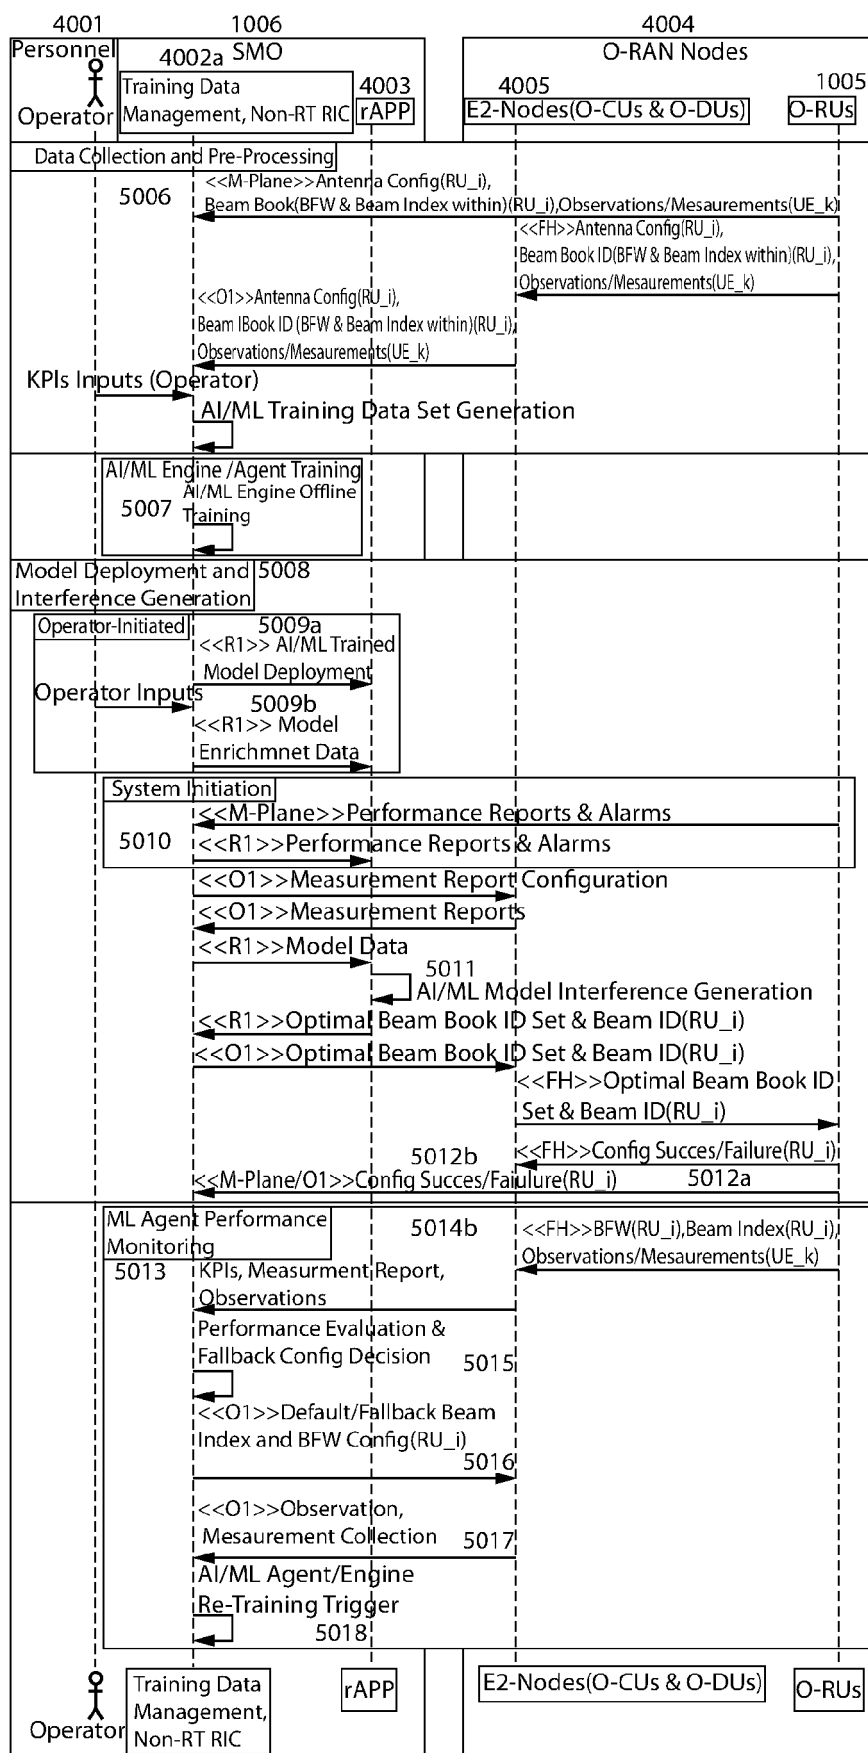 4001
1006
4004
Personnel
SMO
O-RAN Nodes
4002a
4003
4005
1005
Operator
Training Data
Management, Non-RT RIC
rAPP
E2-Nodes(O-CUs & O-DUs)
O-RUs
Data Collection and Pre-Processing
5006
<<M-Plane>>Antenna Config(RU_i),
Beam Book(BFW & Beam Index within)(RU_i),Observations/Mesaurements(UE_k)
<<FH>>Antenna Config(RU_i),
Beam Book ID(BFW & Beam Index within)(RU_i),
Observations/Mesaurements(UE_k)
<<O1>>Antenna Config(RU_i),
Beam IBook ID (BFW & Beam Index within)(RU_i),
Observations/Mesaurements(UE_k)
KPIs Inputs (Operator)
AI/ML Training Data Set Generation
AI/ML Engine /Agent Training
5007
AI/ML Engine Offline
Training
Model Deployment and
Interference Generation
5008
Operator-Initiated
5009a
<<R1>> AI/ML Trained
Model Deployment
Operator Inputs
5009b
<<R1>> Model
Enrichmnet Data
System Initiation
<<M-Plane>>Performance Reports & Alarms
5010
<<R1>>Performance Reports & Alarms
<<O1>>Measurement Report Configuration
<<O1>>Measurement Reports
<<R1>>Model Data
5011
AI/ML Model Interference Generation
<<R1>>Optimal Beam Book ID Set & Beam ID(RU_i)
<<O1>>Optimal Beam Book ID Set & Beam ID(RU_i)
<<FH>>Optimal Beam Book ID
Set & Beam ID(RU_i)
5012b
<<FH>>Config Succes/Failure(RU_i)
<<M-Plane/O1>>Config Succes/Faiulure(RU_i)
5012a
ML Agent Performance
Monitoring
5014b
<<FH>>BFW(RU_i),Beam Index(RU_i),
Observations/Mesaurements(UE_k)
5013
KPIs, Measurment Report,
Observations
Performance Evaluation &
Fallback Config Decision
5015
<<O1>>Default/Fallback Beam
Index and BFW Config(RU_i)
5016
<<O1>>Observation,
Mesaurement Collection
5017
AI/ML Agent/Engine
Re-Training Trigger
5018
Operator
Training Data
Management,
Non-RT RIC
rAPP
E2-Nodes(O-CUs & O-DUs)
O-RUs